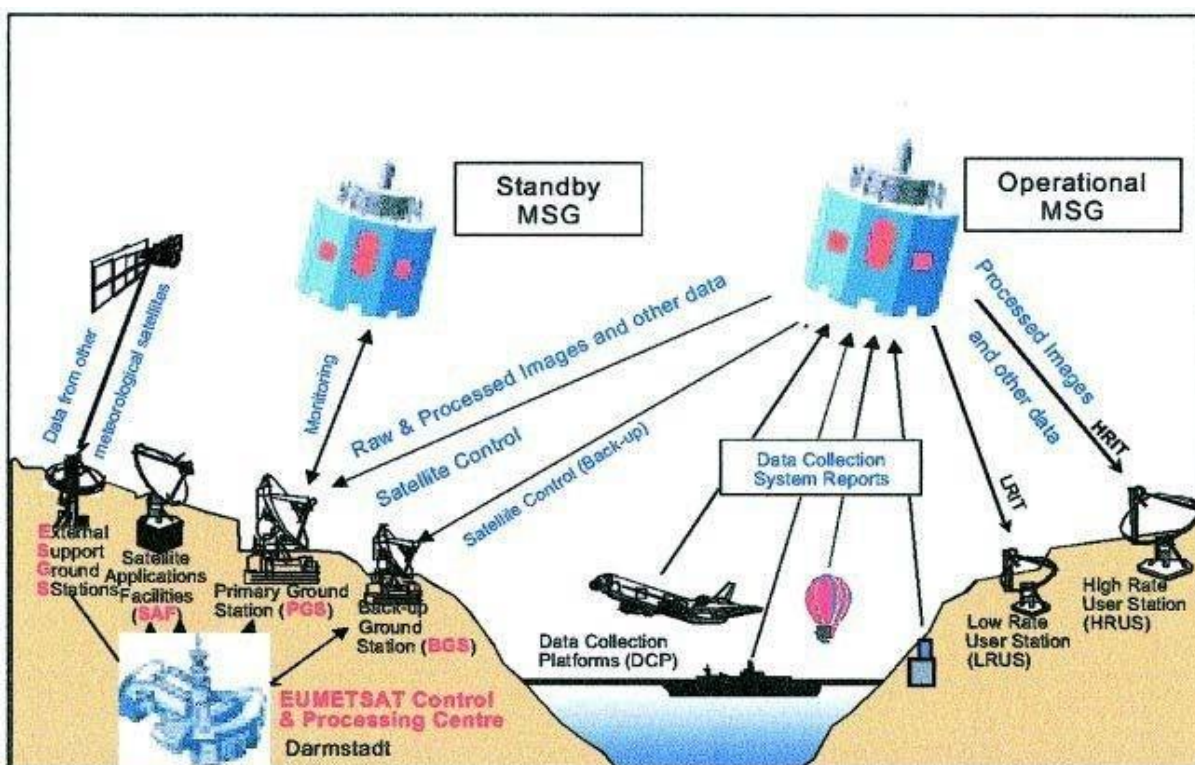 Standby
MSG
Operational
MSG
Data from other
meteorological satellites
Moniitoring
Raw & Processed Images and other data
Satellite Control
Satellite Control (Back-up)
Data Collection
System Reports
Processed Images
and other data
HRIT
LRIT
External
Support
Ground
SStations
Satellite
Applications
Facilities
(SAF)
Primary Ground
Station (PGS)
Back-up
Ground
Station (BGS)
Data Collection
Platforms (DCP)
Low Rate
User Station
(LRUS)
High Rate
User Station
(HRUS)
EUMETSAT Control
& Processing Centre
Darmstadt